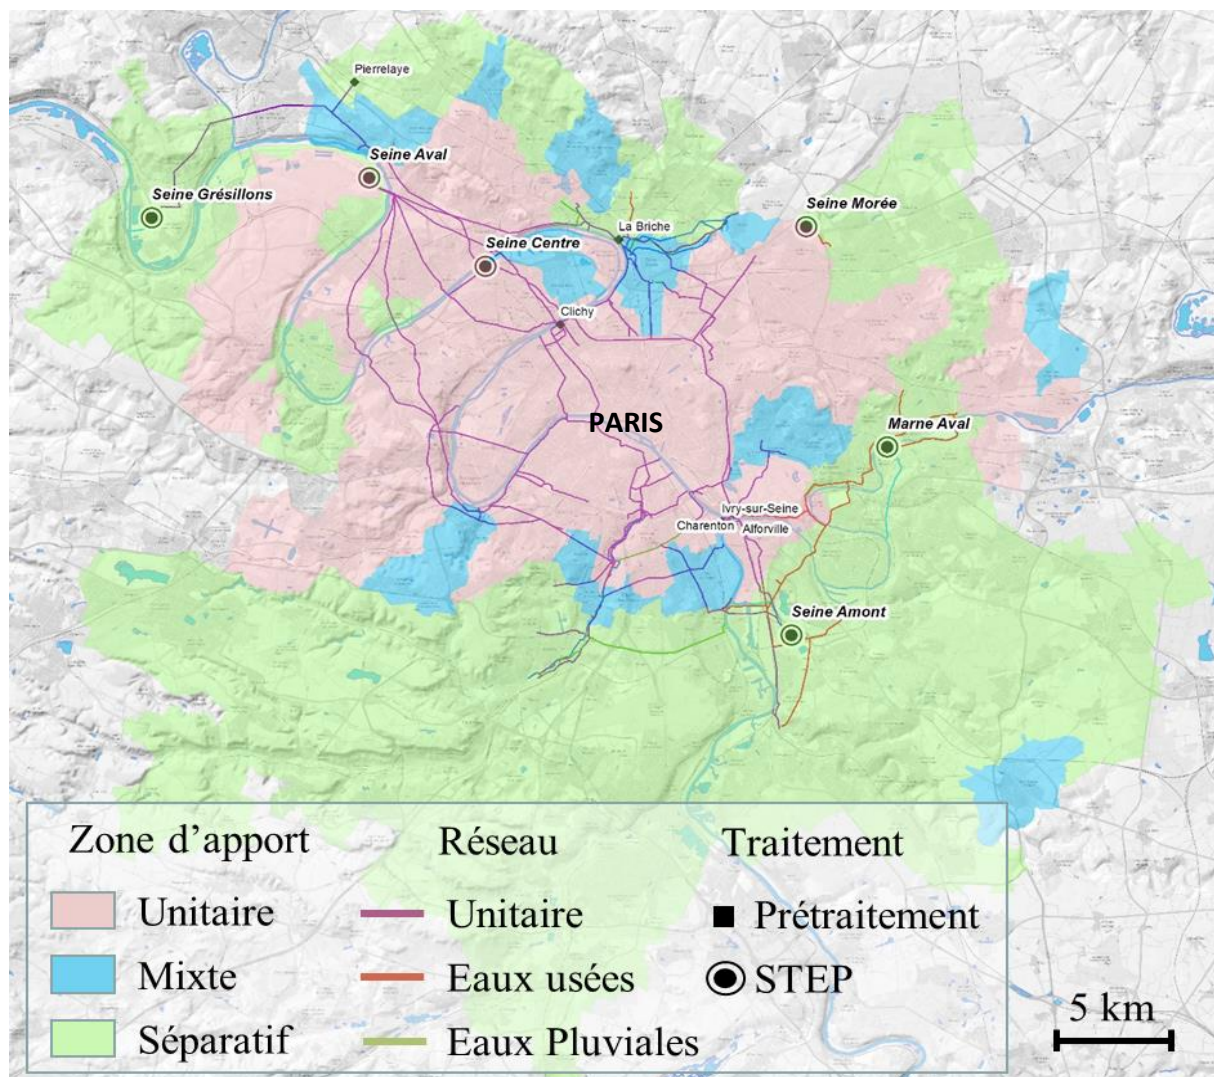 Pierrelaye
Seine Aval
Seine Grésillons
Seine Morée
La Briche
Seine Centre
Clichy
PARIS
Marne Aval
Ivry-sur-Seine
Charenton
Alforville
Seine Amont
Zone d'apport
Réseau
Traitement
Unitaire
Unitaire
Prétraitement
Mixte
Eaux usées
STEP
Séparatif
Eaux Pluviales
5 km